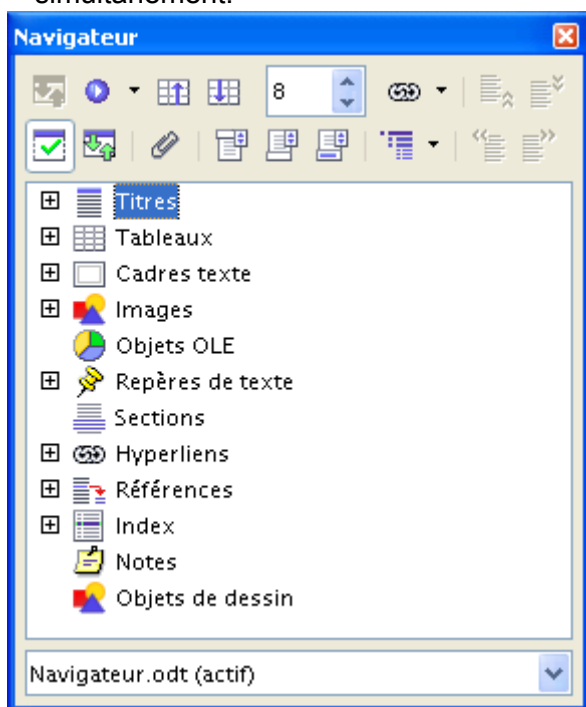 simultanément.
Navigateur
8
Titres
Tableaux
Cadres texte
Images
Objets OLE
Repères de texte
Sections
Hyperliens
Références
Index
Notes
Objets de dessin
Navigateur.odt (actif)